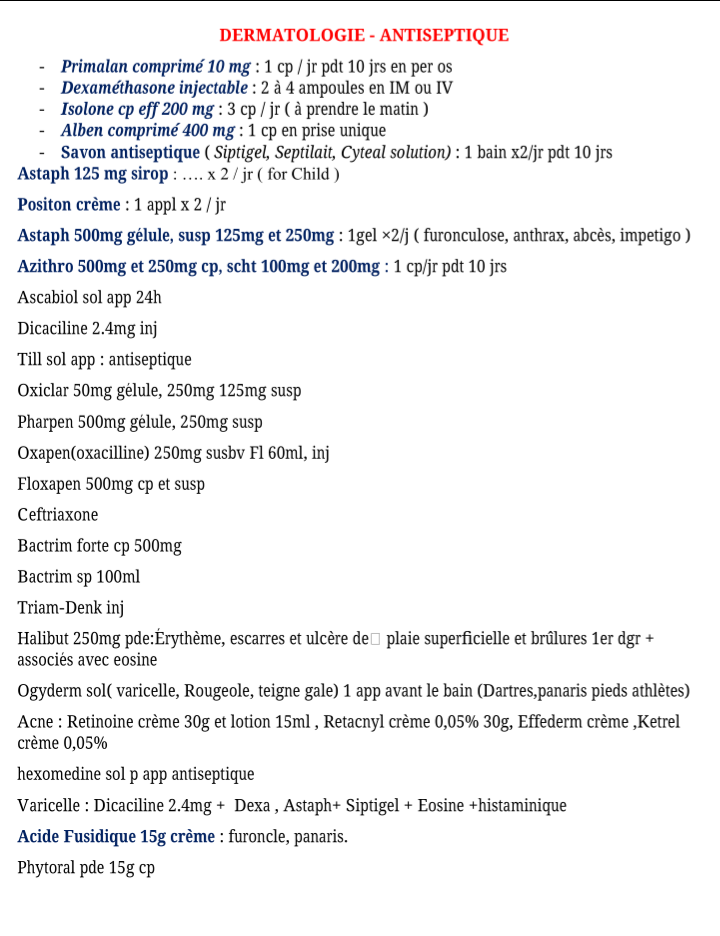 DERMATOLOGIE - ANTISEPTIQUE
- Primalan comprimé 10 mg : 1 cp / jr pdt 10 jrs en per os
- Dexaméthasone injectable : 2 à 4 ampoules en IM ou IV
- Isolone cp eff 200 mg : 3 cp / jr ( à prendre le matin )
- Alben comprimé 400 mg : 1 cp en prise unique
- Savon antiseptique ( Siptigel, Septilait, Cyteal solution) : 1 bain x2/jr pdt 10 jrs
Astaph 125 mg sirop : …. x 2 / jr ( for Child )
Positon crème : 1 appl x 2 / jr
Astaph 500mg gélule, susp 125mg et 250mg : 1gel ×2/j ( furonculose, anthrax, abcès, impetigo )
Azithro 500mg et 250mg cp, scht 100mg et 200mg : 1 cp/jr pdt 10 jrs
Ascabiol sol app 24h
Dicaciline 2.4mg inj
Till sol app : antiseptique
Oxiclar 50mg gélule, 250mg 125mg susp
Pharpen 500mg gélule, 250mg susp
Oxapen(oxacilline) 250mg susbv Fl 60ml, inj
Floxapen 500mg cp et susp
Ceftriaxone
Bactrim forte cp 500mg
Bactrim sp 100ml
Triam-Denk inj
Halibut 250mg pde:Érythème, escarres et ulcère de□ plaie superficielle et brûlures 1er dgr +
associés avec eosine
Ogyderm sol( varicelle, Rougeole, teigne gale) 1 app avant le bain (Dartres,panaris pieds athlètes)
Acne : Retinoine crème 30g et lotion 15ml , Retacnyl crème 0,05% 30g, Effederm crème ,Ketrel
crème 0,05%
hexomedine sol p app antiseptique
Varicelle : Dicaciline 2.4mg +  Dexa , Astaph+ Siptigel + Eosine +histaminique
Acide Fusidique 15g crème : furoncle, panaris.
Phytoral pde 15g cp